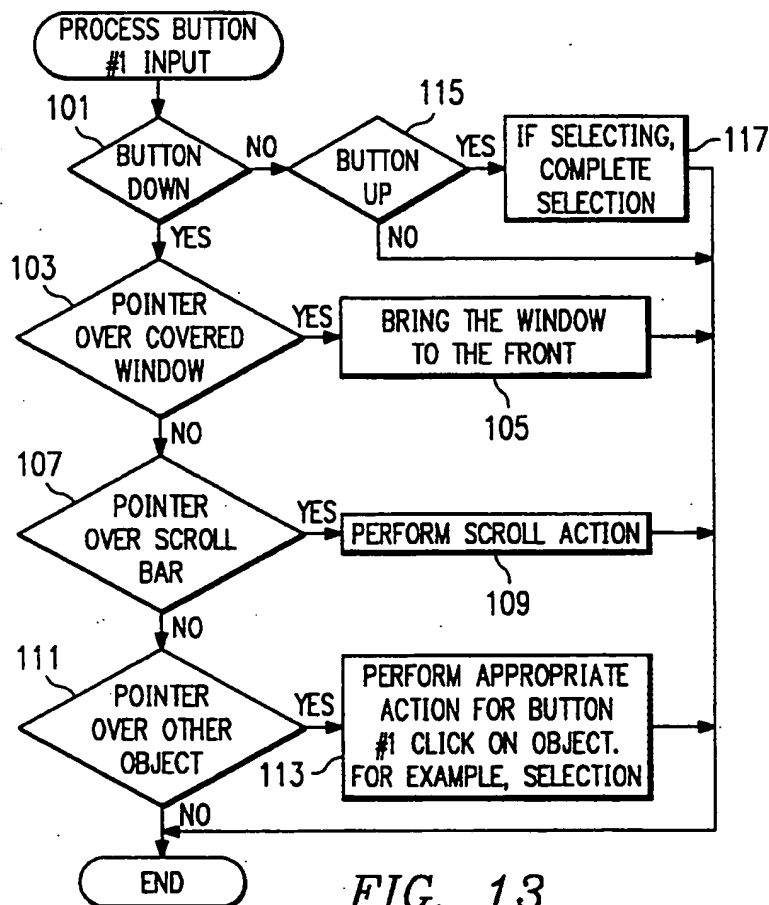 PROCESS BUTTON
#1 INPUT
101
BUTTON
DOWN
NO
115
BUTTON
UP
YES
IF SELECTING,
COMPLETE
SELECTION
117
YES
NO
103
POINTER
OVER COVERED
WINDOW
YES
BRING THE WINDOW
TO THE FRONT
105
NO
107
POINTER
OVER SCROLL
BAR
YES
PERFORM SCROLL ACTION
109
NO
111
POINTER
OVER OTHER
OBJECT
YES
PERFORM APPROPRIATE
ACTION FOR BUTTON
#1 CLICK ON OBJECT.
FOR EXAMPLE, SELECTION
113
NO
END
FIG. 13